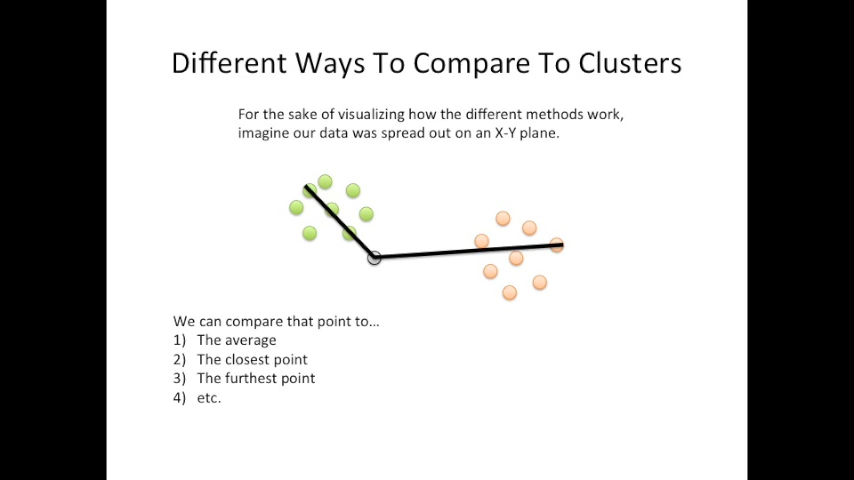 Different Ways To Compare To Clusters
For the sake of visualizing how the different methods work,
imagine our data was spread out on an X-Y plane.
We can compare that point to…
1) The average
2) The closest point
3) The furthest point
4) etc.